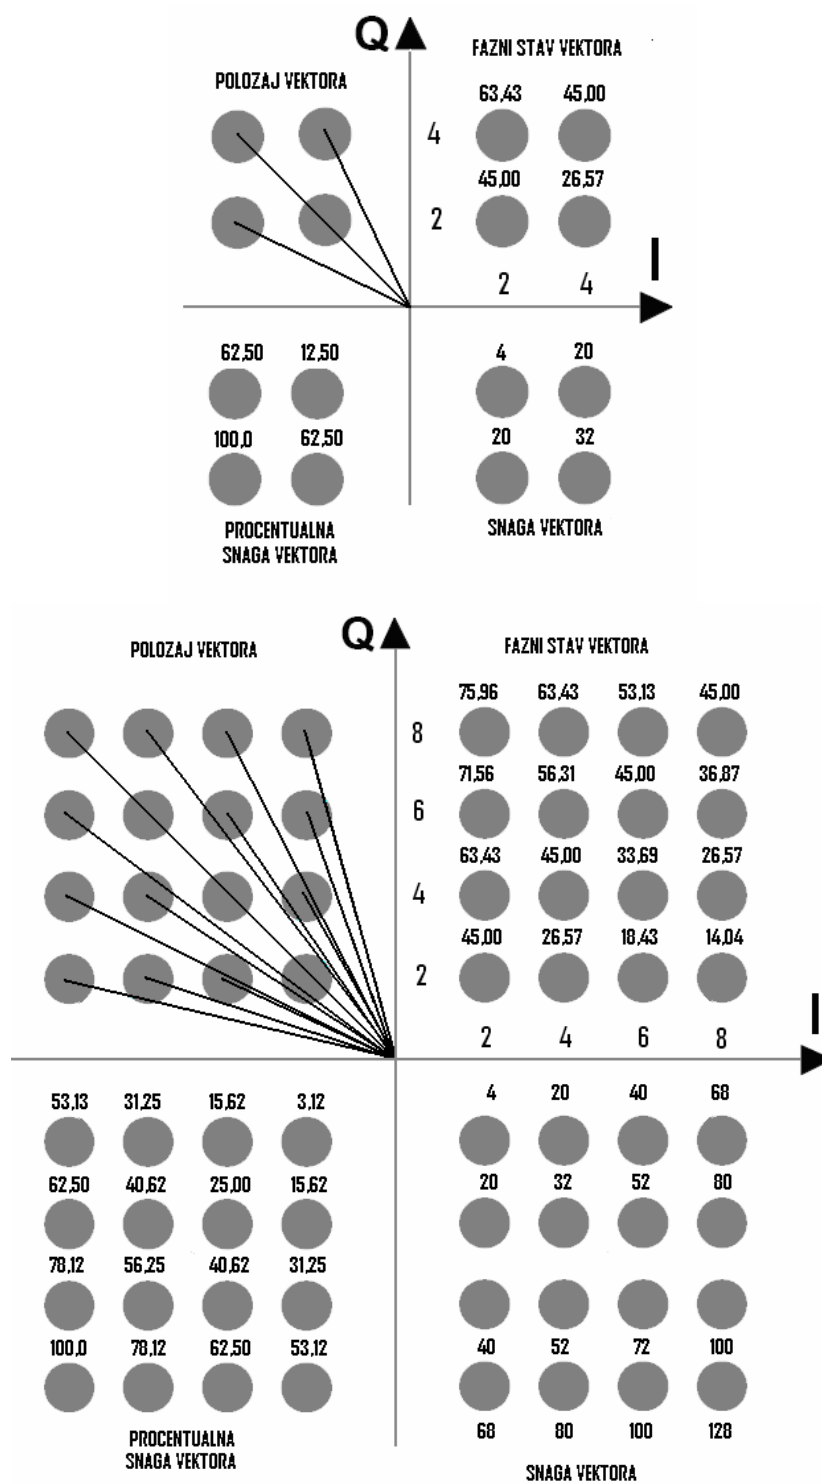 Q
FAZNI STAV VEKTORA
POLOZAJ VEKTORA
63,43 45,00
4
45,00 26,57
2
I
2 4
62,50 12,50
4 20
100,0 62,50
20 32
PROCENTUALNA
SNAGA VEKTORA
SNAGA VEKTORA
Q
POLOZAJ VEKTORA
FAZNI STAV VEKTORA
75,96 63,43 53,13 45,00
8
71,56 56,31 45,00 36,87
6
63,43 45,00 33,69 26,57
4
45,00 26,57 18,43 14,04
2
I
2 4 6 8
53,13 31,25 15,62 3,12
4 20 40 68
62,50 40,62 25,00 15,62
20 32 52 80
78,12 56,25 40,62 31,25
100,0 78,12 62,50 53,12
40 52 72 100
68 80 100 128
PROCENTUALNA
SNAGA VEKTORA
SNAGA VEKTORA